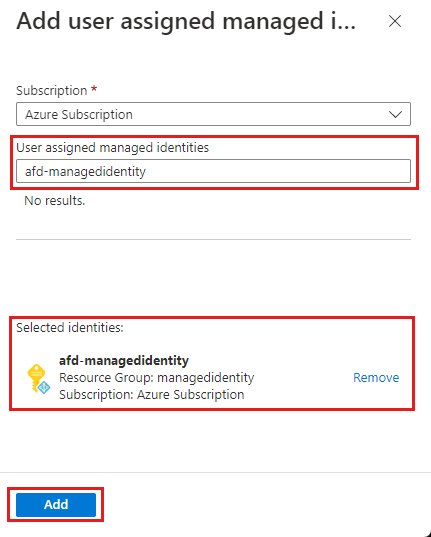 Add user assigned managed i...
Subscription *
Azure Subscription
User assigned managed identities
afd-managedidentity
No results.
Selected identities:
afd-managedidentity
Resource Group: managedidentity
Remove
Subscription: Azure Subscription
Add